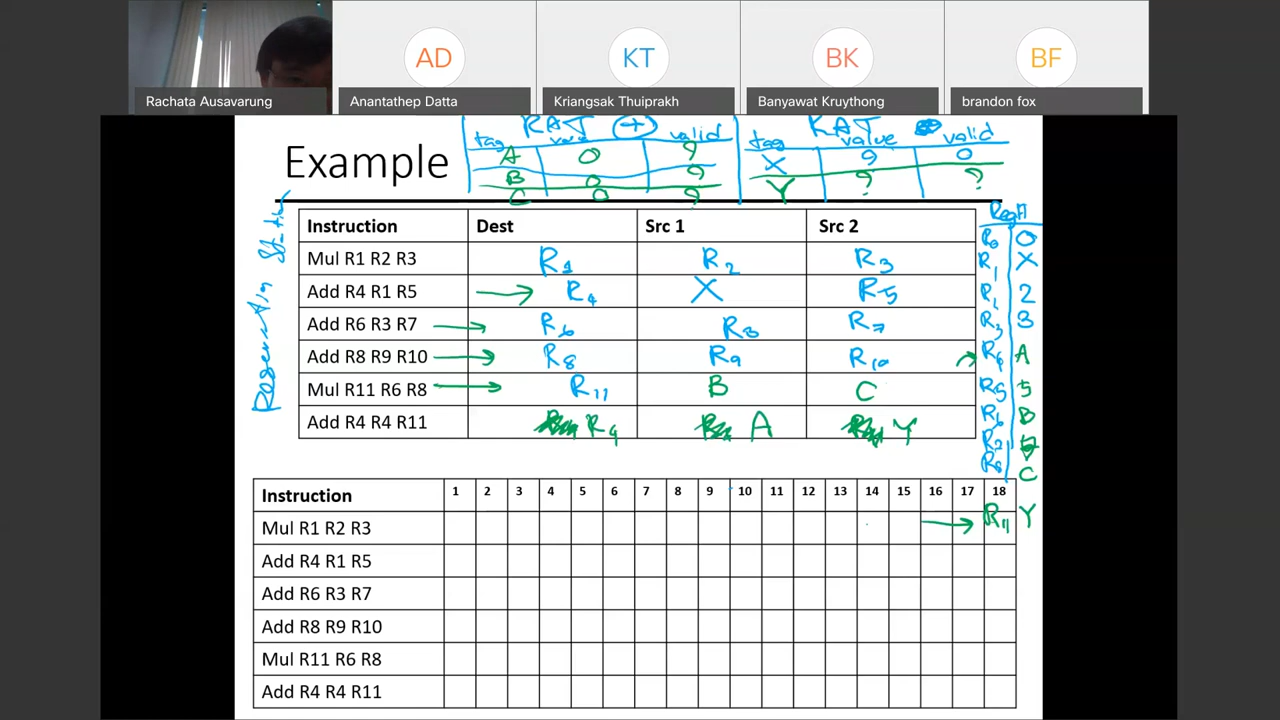 AD KT BK BF
Rachata Ausavarung Anantathep Datta Kriangsak Thuiprakh Banyawat Kruythong brandon fox
RAT + RAT
tag valid tag value valid
A 0 ? X ? 0
B 0 ? Y ? ?
C 0 ?
Example
Instruction Dest Src 1 Src 2
Mul R1 R2 R3 R1 R2 R3
Add R4 R1 R5 R4 X R5
Add R6 R3 R7 R6 R3 R7
Add R8 R9 R10 R8 R9 R10
Mul R11 R6 R8 R11 B C
Add R4 R4 R11 R4 A Y
R0 0
R1 X
R1 2
R3 3
R4 A
R5 5
R6 B
R8 C
R11 Y
Instruction 1 2 3 4 5 6 7 8 9 10 11 12 13 14 15 16 17 18
Mul R1 R2 R3
Add R4 R1 R5
Add R6 R3 R7
Add R8 R9 R10
Mul R11 R6 R8
Add R4 R4 R11